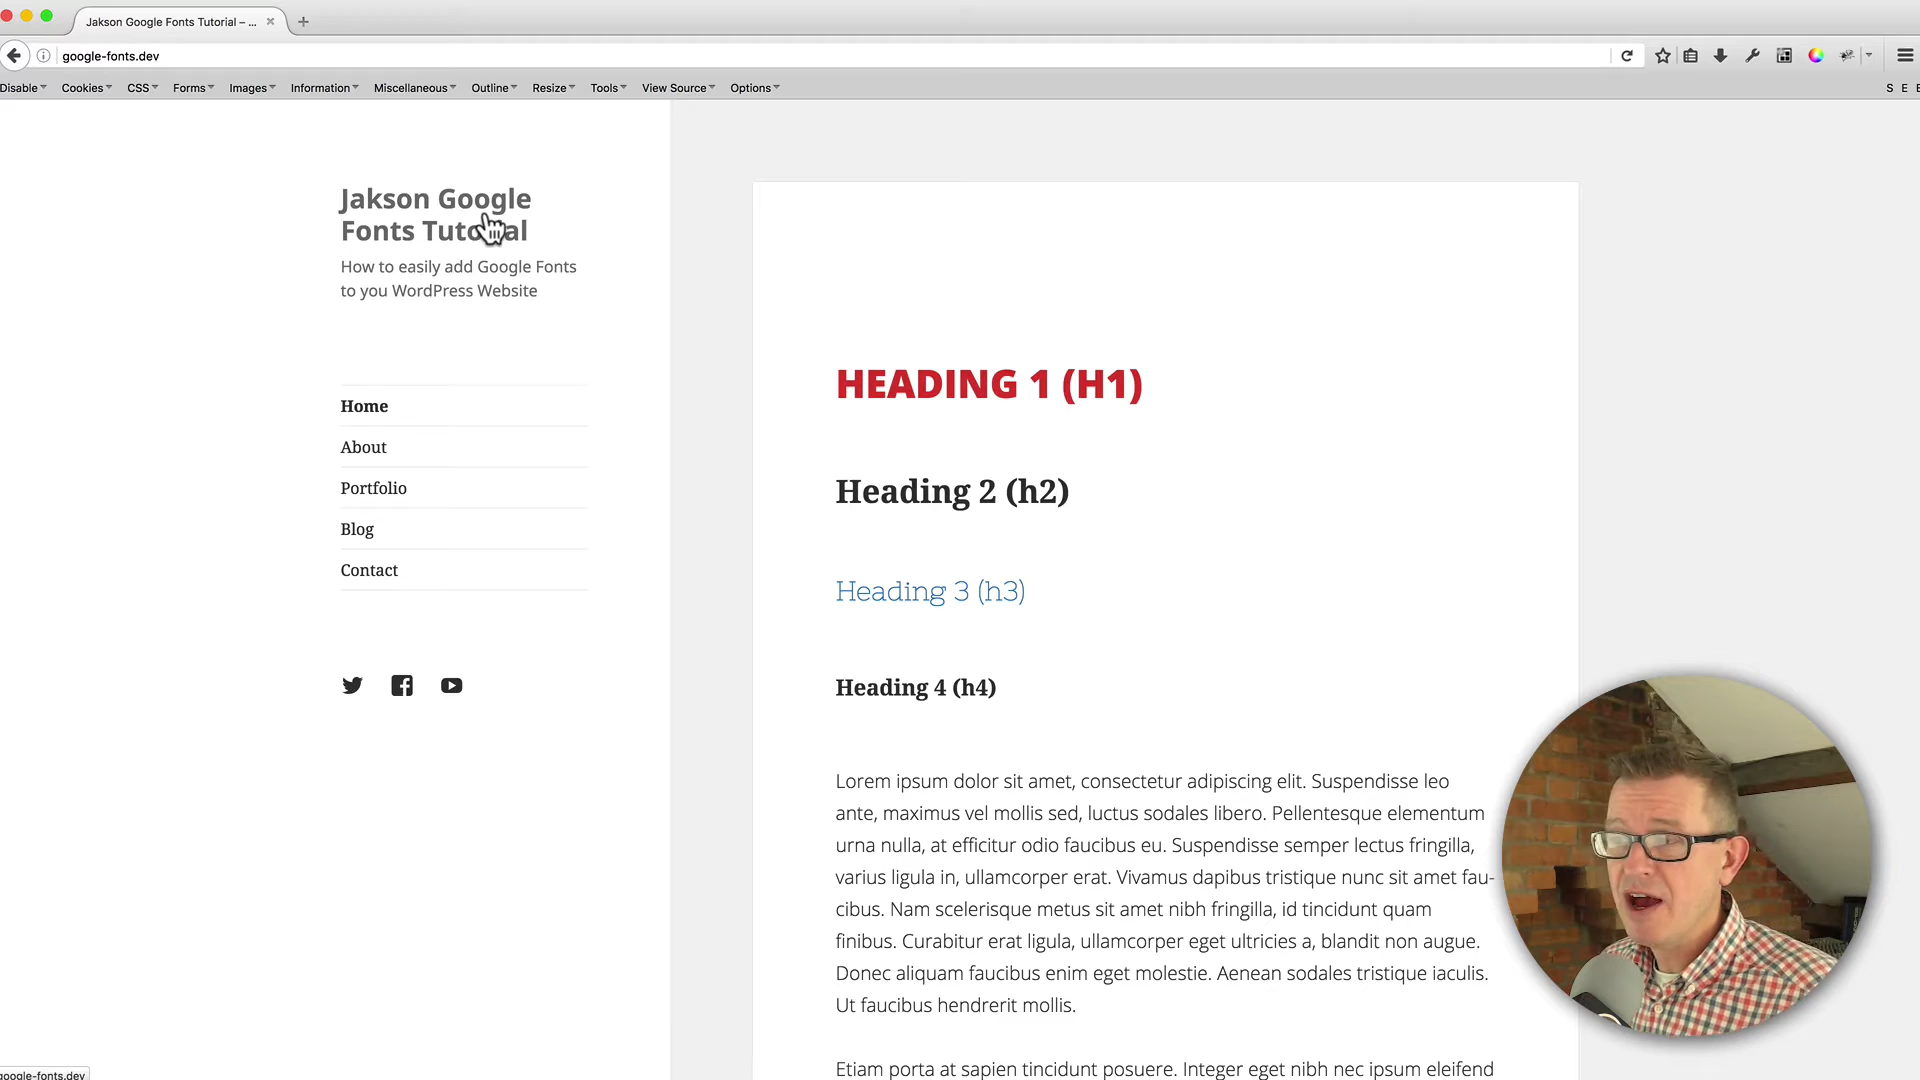 Jakson Google Fonts Tutorial – ...
google-fonts.dev
Disable Cookies CSS Forms Images Information Miscellaneous Outline Resize Tools View Source Options S E
Jakson Google
Fonts Tutorial
How to easily add Google Fonts
to you WordPress Website
Home
About
Portfolio
Blog
Contact
HEADING 1 (H1)
Heading 2 (h2)
Heading 3 (h3)
Heading 4 (h4)
Lorem ipsum dolor sit amet, consectetur adipiscing elit. Suspendisse leo
ante, maximus vel mollis sed, luctus sodales libero. Pellentesque elementum
urna nulla, at efficitur odio faucibus eu. Suspendisse semper lectus fringilla,
varius ligula in, ullamcorper erat. Vivamus dapibus tristique nunc sit amet fau-
cibus. Nam scelerisque metus sit amet nibh fringilla, id tincidunt quam
finibus. Curabitur erat ligula, ullamcorper eget ultricies a, blandit non augue.
Donec aliquam faucibus enim eget molestie. Aenean sodales tristique iaculis.
Ut faucibus hendrerit mollis.
Etiam porta at sapien tincidunt posuere. Integer eget nibh nec ipsum eleifend
google-fonts.dev